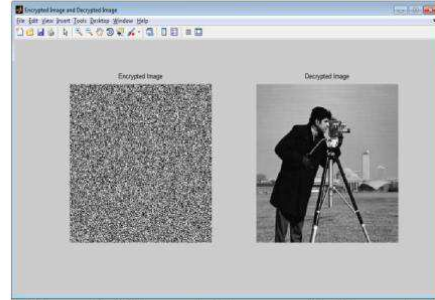 Encrypted Image and Decrypted Image
File Edit View Insert Tools Desktop Window Help
Encrypted Image
Decrypted Image